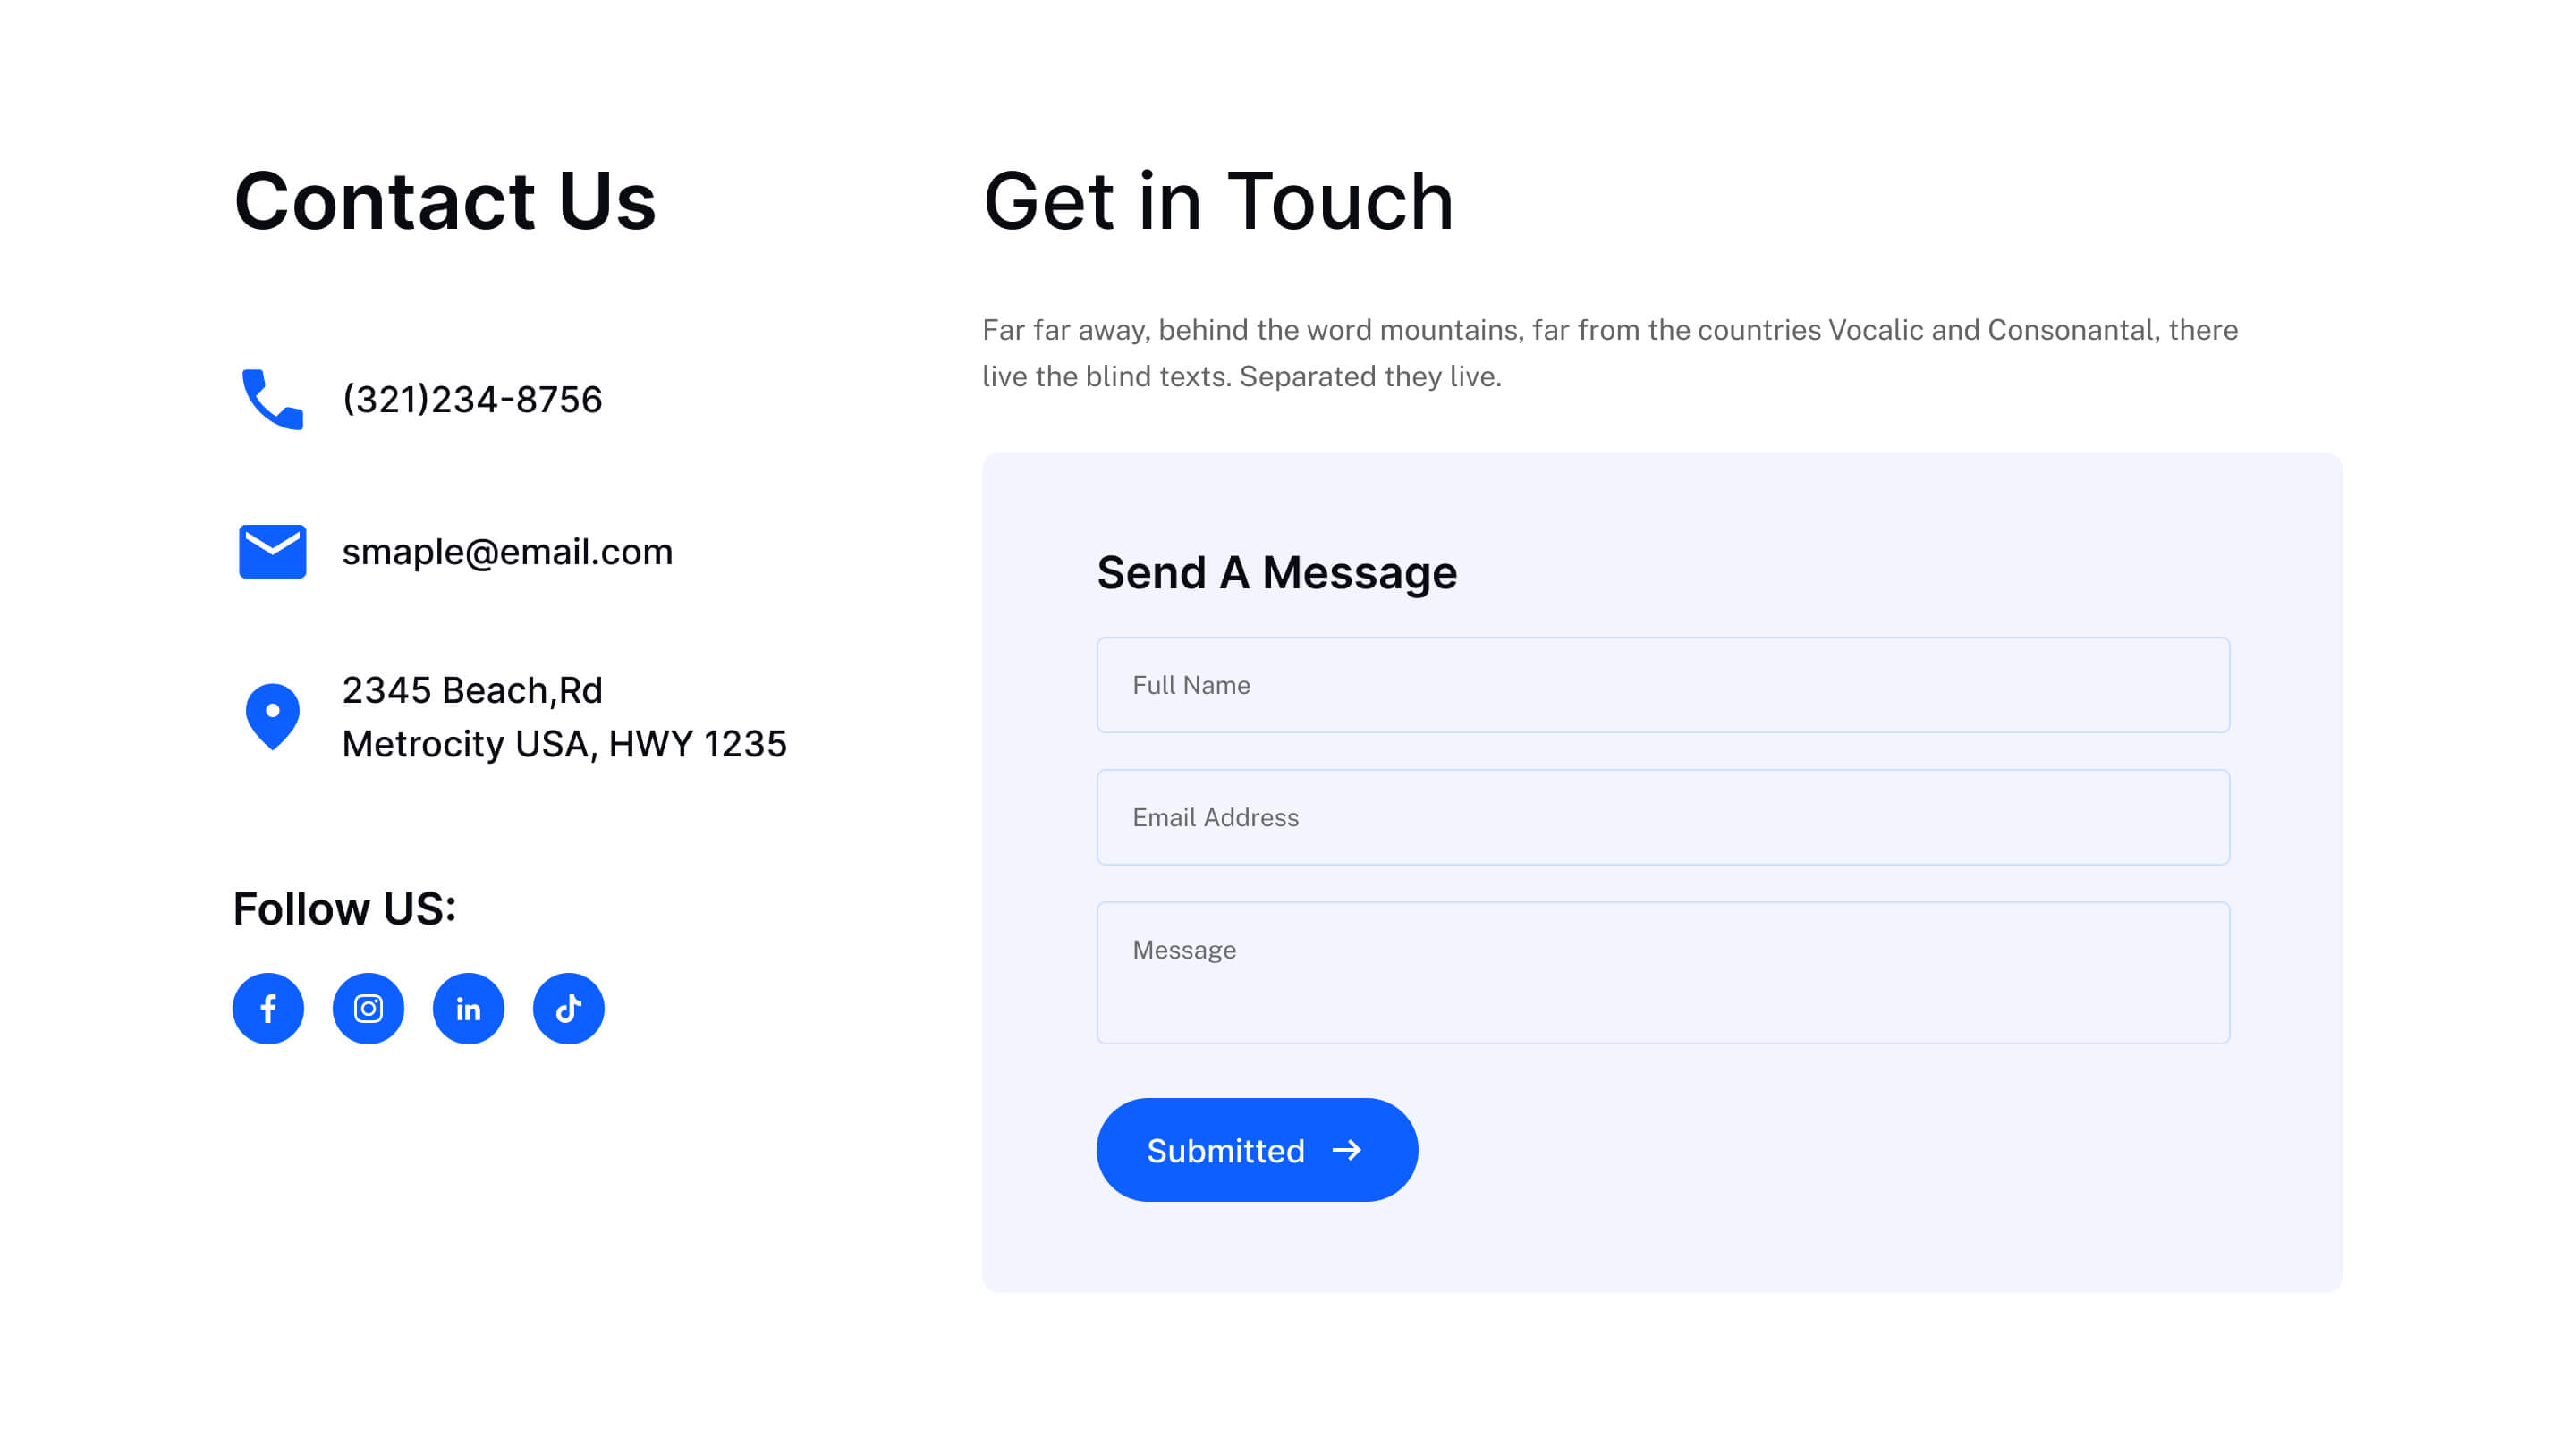 Contact Us
(321)234-8756
smaple@email.com
2345 Beach,Rd
Metrocity USA, HWY 1235
Follow US:
Get in Touch
Far far away, behind the word mountains, far from the countries Vocalic and Consonantal, there
live the blind texts. Separated they live.
Send A Message
Full Name
Email Address
Message
Submitted